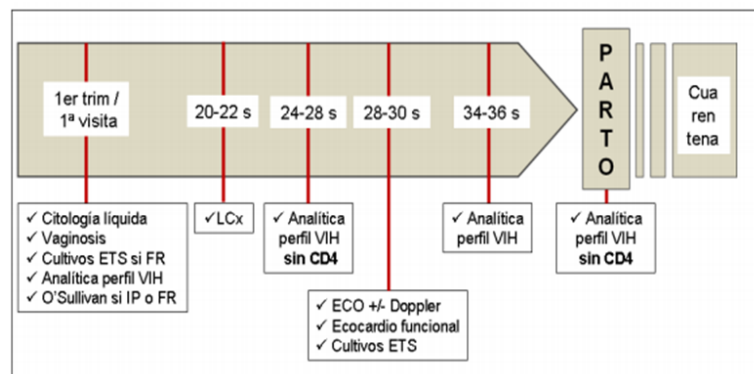 1er trim /
1ª visita
20-22 s
24-28 s
28-30 s
34-36 s
P
A
R
T
O
Cua
ren
tena
✓ Citología líquida
✓ Vaginosis
✓ Cultivos ETS si FR
✓ Analítica perfil VIH
✓ O'Sullivan si IP o FR
✓LCx
✓ Analítica
perfil VIH
sin CD4
✓ ECO +/- Doppler
✓ Ecocardio funcional
✓ Cultivos ETS
✓ Analítica
perfil VIH
✓ Analítica
perfil VIH
sin CD4